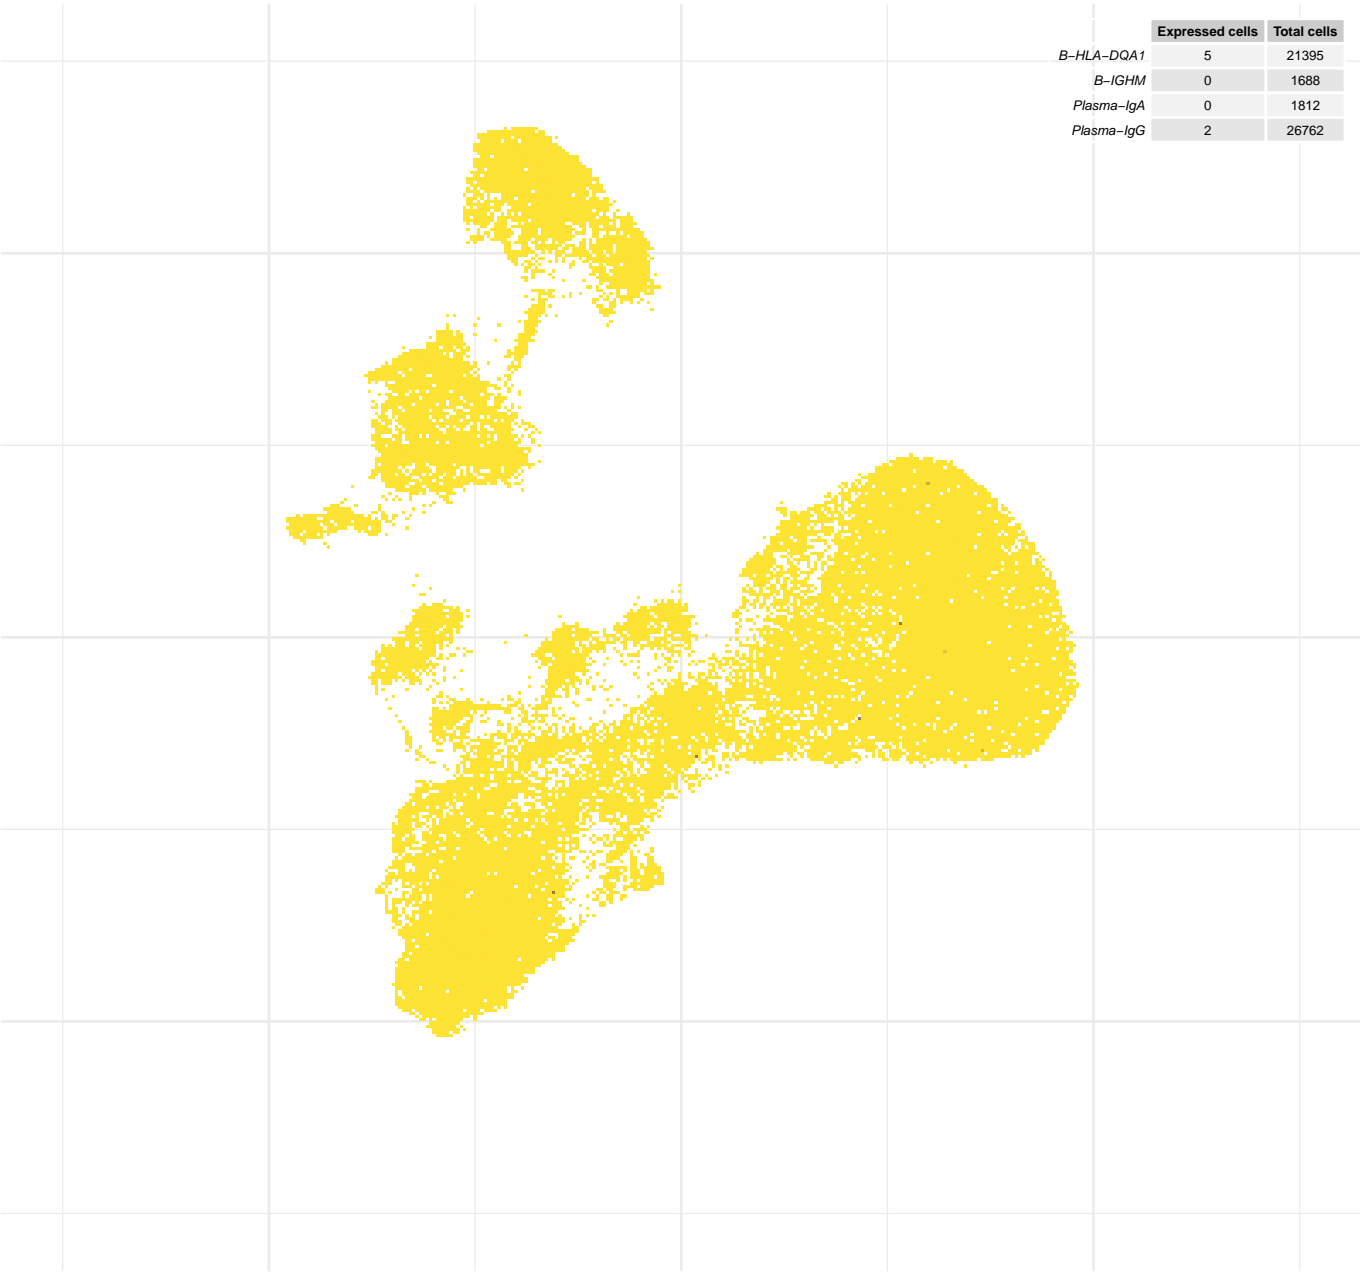 Expressed cells Total cells
B−HLA−DQA1 5 21395
B−IGHM 0 1688
Plasma−IgA 0 1812
Plasma−IgG 2 26762